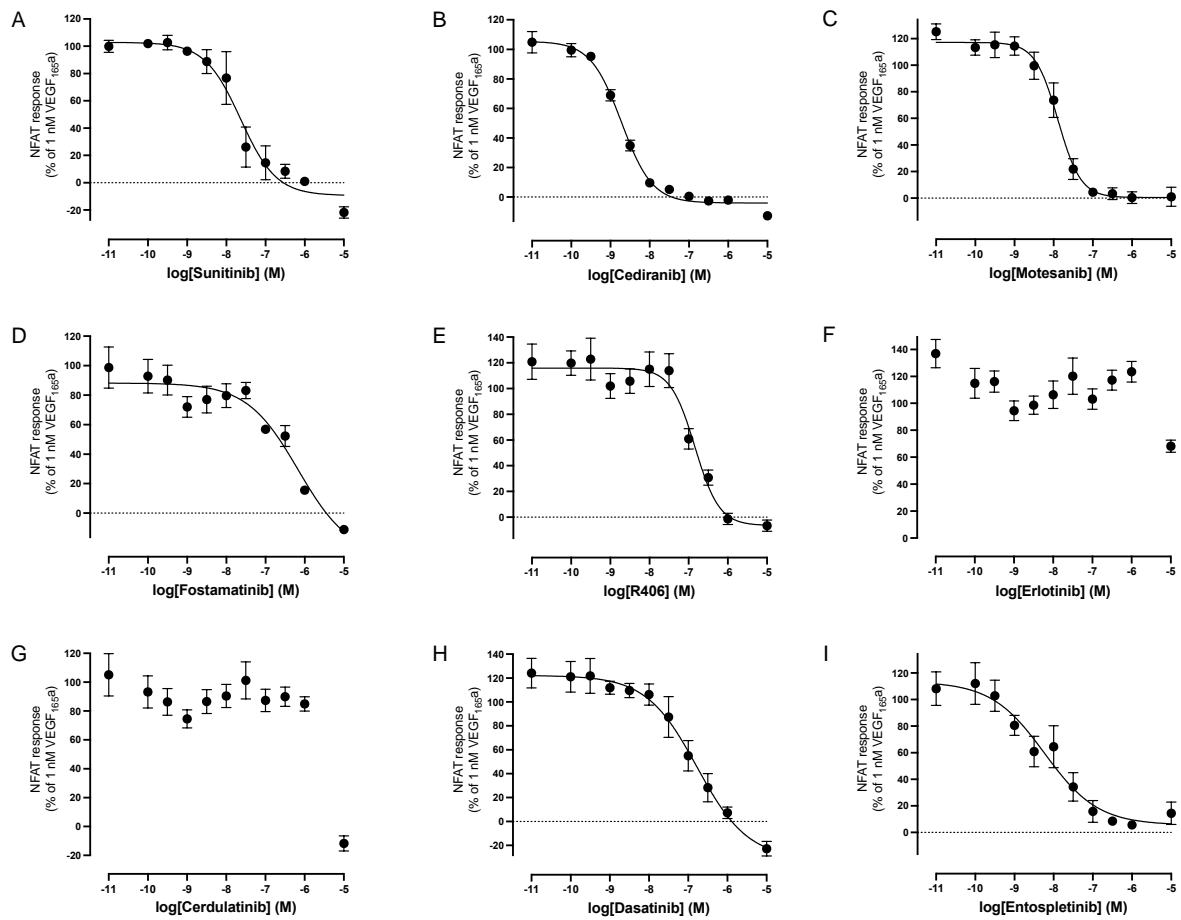 A
120
100
80
60
40
20
0
-20
NFAT response
(% of 1 nM VEGF₁₆₅a)
-11 -10 -9 -8 -7 -6 -5
log[Sunitinib] (M)
B
120
100
80
60
40
20
0
-20
NFAT response
(% of 1 nM VEGF₁₆₅a)
-11 -10 -9 -8 -7 -6 -5
log[Cediranib] (M)
C
120
100
80
60
40
20
0
NFAT response
(% of 1 nM VEGF₁₆₅a)
-11 -10 -9 -8 -7 -6 -5
log[Motesanib] (M)
D
120
100
80
60
40
20
0
NFAT response
(% of 1 nM VEGF₁₆₅a)
-11 -10 -9 -8 -7 -6 -5
log[Fostamatinib] (M)
E
140
120
100
80
60
40
20
0
NFAT response
(% of 1 nM VEGF₁₆₅a)
-11 -10 -9 -8 -7 -6 -5
log[R406] (M)
F
140
120
100
80
60
40
20
0
NFAT response
(% of 1 nM VEGF₁₆₅a)
-11 -10 -9 -8 -7 -6 -5
log[Erlotinib] (M)
G
120
100
80
60
40
20
0
-20
NFAT response
(% of 1 nM VEGF₁₆₅a)
-11 -10 -9 -8 -7 -6 -5
log[Cerdulatinib] (M)
H
140
120
100
80
60
40
20
0
-20
NFAT response
(% of 1 nM VEGF₁₆₅a)
-11 -10 -9 -8 -7 -6 -5
log[Dasatinib] (M)
I
140
120
100
80
60
40
20
0
NFAT response
(% of 1 nM VEGF₁₆₅a)
-11 -10 -9 -8 -7 -6 -5
log[Entospletinib] (M)